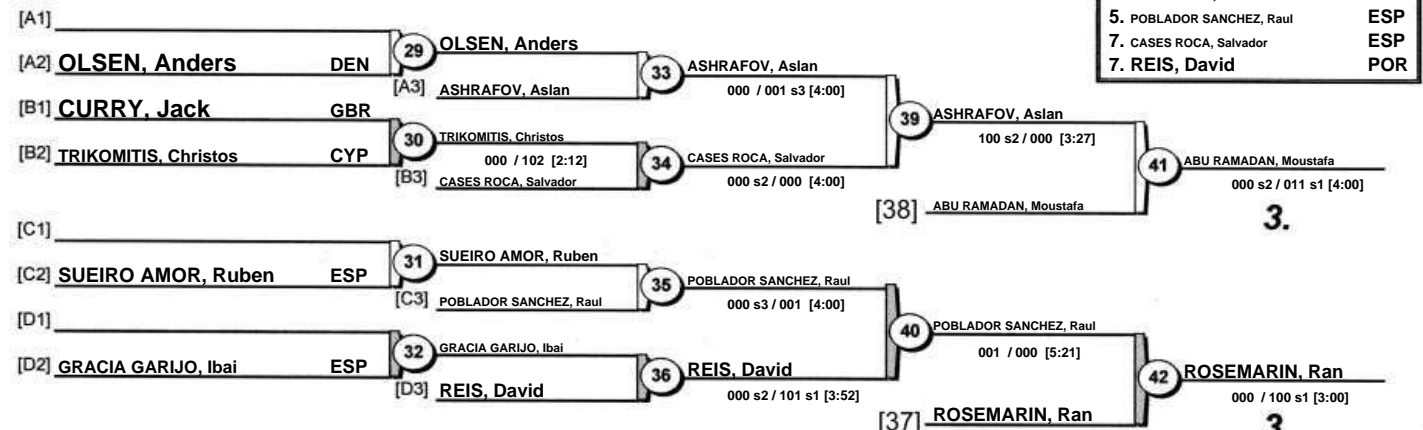 5. POBLADOR SANCHEZ, Raul ESP
7. CASES ROCA, Salvador ESP
7. REIS, David POR
[A1]
[A2] OLSEN, Anders DEN
29 OLSEN, Anders
[A3] ASHRAFOV, Aslan
33 ASHRAFOV, Aslan
000 / 001 s3 [4:00]
[B1] CURRY, Jack GBR
[B2] TRIKOMITIS, Christos CYP
30 TRIKOMITIS, Christos
000 / 102 [2:12]
[B3] CASES ROCA, Salvador
34 CASES ROCA, Salvador
000 s2 / 000 [4:00]
39 ASHRAFOV, Aslan
100 s2 / 000 [3:27]
[38] ABU RAMADAN, Moustafa
41 ABU RAMADAN, Moustafa
000 s2 / 011 s1 [4:00]
3.
[C1]
[C2] SUEIRO AMOR, Ruben ESP
31 SUEIRO AMOR, Ruben
[C3] POBLADOR SANCHEZ, Raul
35 POBLADOR SANCHEZ, Raul
000 s3 / 001 [4:00]
[D1]
[D2] GRACIA GARIJO, Ibai ESP
32 GRACIA GARIJO, Ibai
[D3] REIS, David
36 REIS, David
000 s2 / 101 s1 [3:52]
40 POBLADOR SANCHEZ, Raul
001 / 000 [5:21]
[37] ROSEMARIN, Ran
42 ROSEMARIN, Ran
000 / 100 s1 [3:00]
3